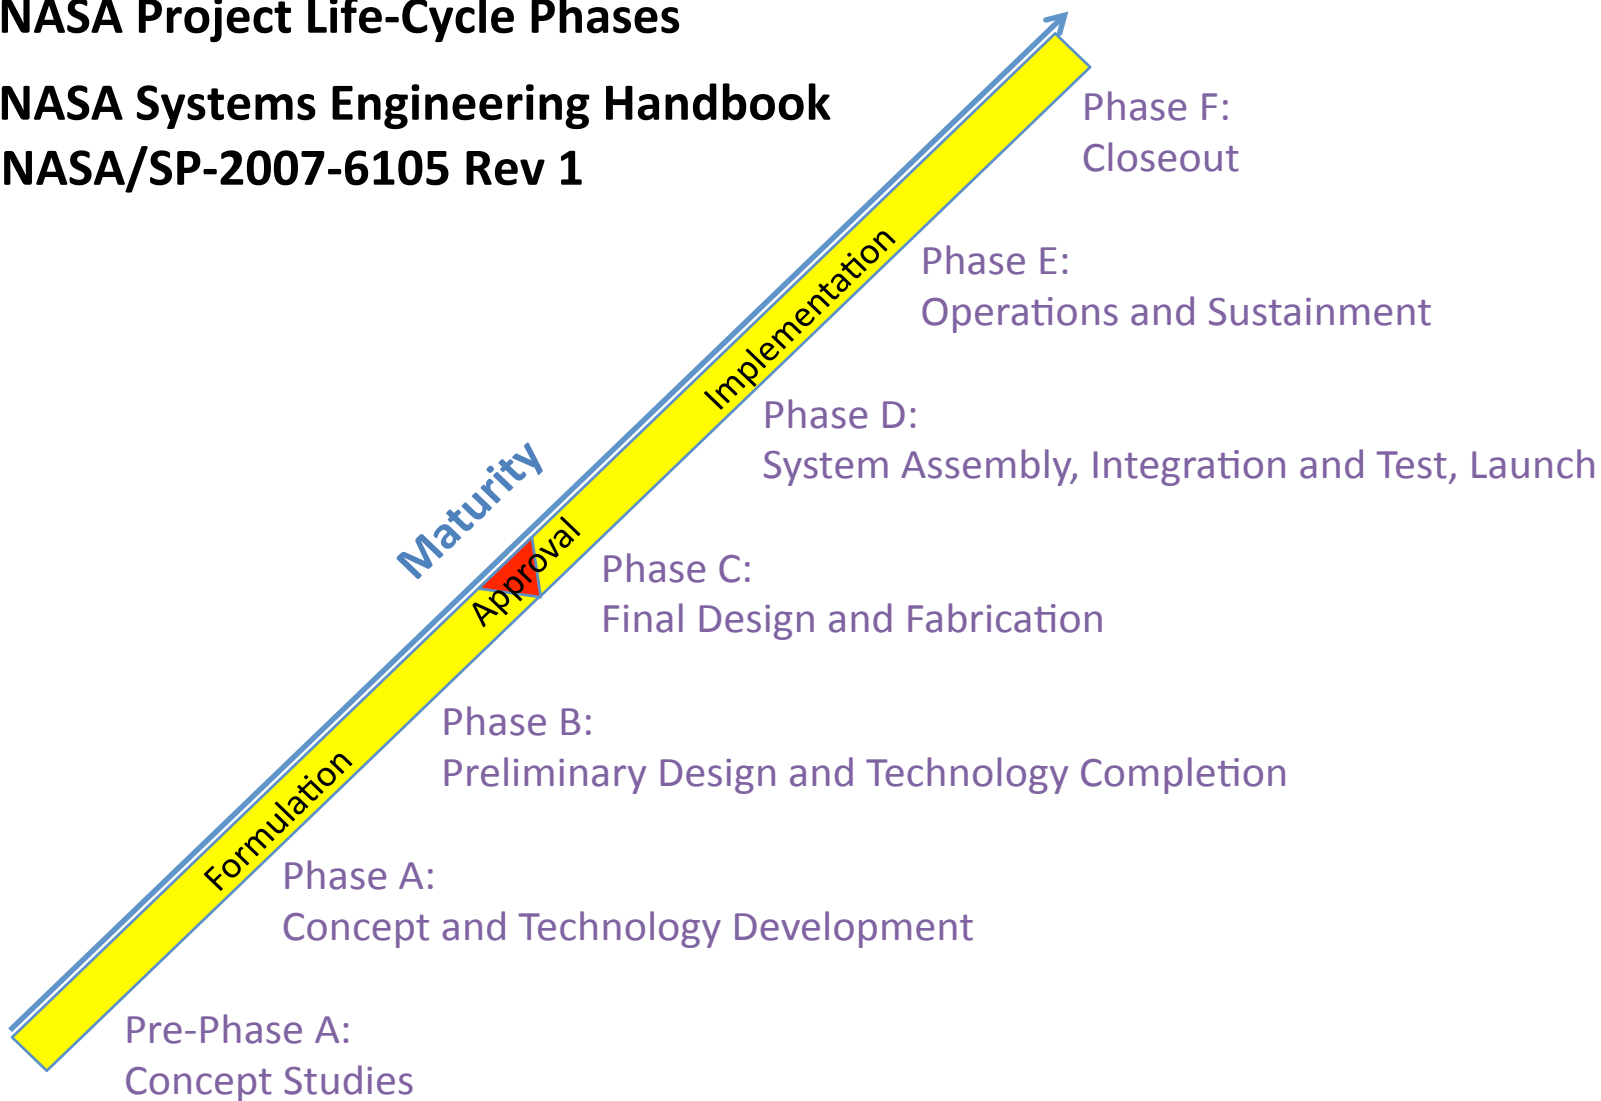 NASA Project Life-Cycle Phases
NASA Systems Engineering Handbook
NASA/SP-2007-6105 Rev 1
Phase F:
Closeout
Phase E:
Operations and Sustainment
Implementation
Phase D:
System Assembly, Integration and Test, Launch
Maturity
Approval
Phase C:
Final Design and Fabrication
Phase B:
Preliminary Design and Technology Completion
Formulation
Phase A:
Concept and Technology Development
Pre-Phase A:
Concept Studies